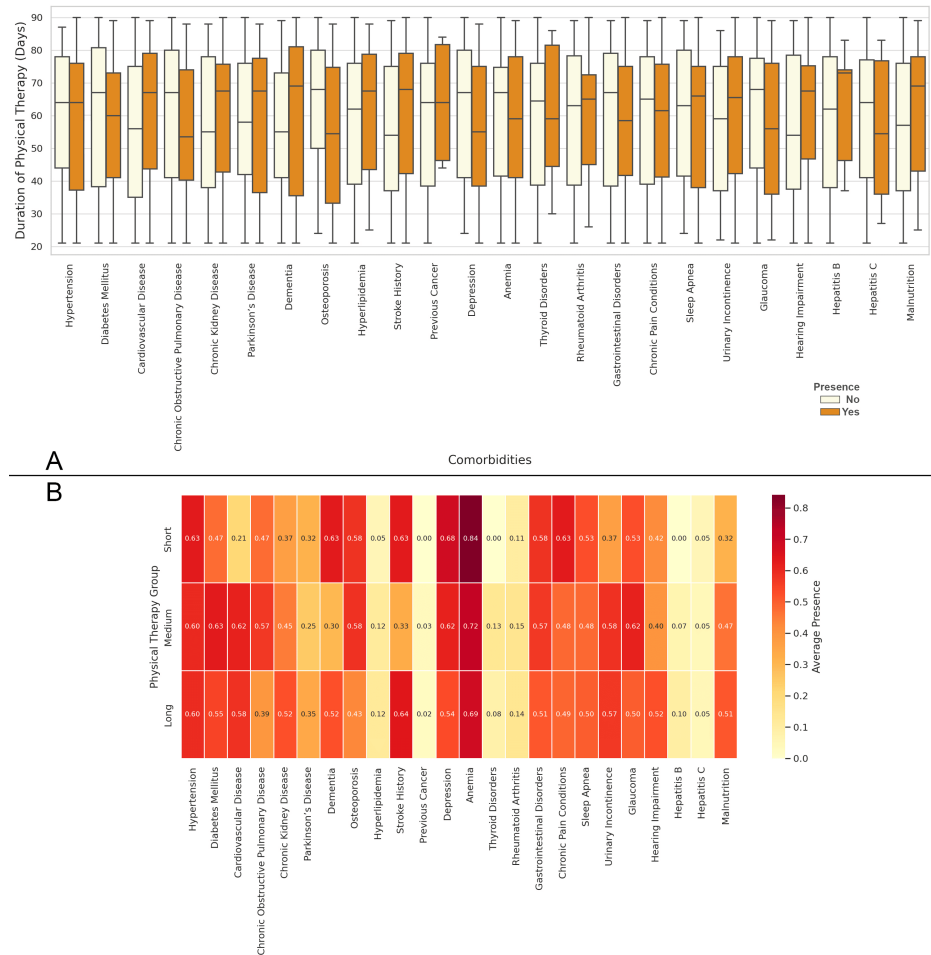 Duration of Physical Therapy (Days)
90
80
70
60
50
40
30
20
Hypertension
Diabetes Mellitus
Cardiovascular Disease
Chronic Obstructive Pulmonary Disease
Chronic Kidney Disease
Parkinson's Disease
Dementia
Osteoporosis
Hyperlipidemia
Stroke History
Previous Cancer
Depression
Anemia
Thyroid Disorders
Rheumatoid Arthritis
Gastrointestinal Disorders
Chronic Pain Conditions
Sleep Apnea
Urinary Incontinence
Glaucoma
Hearing Impairment
Hepatitis B
Hepatitis C
Malnutrition
Presence
No
Yes
A
Comorbidities
B
Physical Therapy Group
Short
0.63 0.47 0.21 0.47 0.37 0.32 0.63 0.58 0.05 0.63 0.00 0.68 0.84 0.00 0.11 0.58 0.63 0.53 0.37 0.53 0.42 0.00 0.05 0.32
Medium
0.60 0.63 0.62 0.57 0.45 0.25 0.30 0.58 0.12 0.33 0.03 0.62 0.72 0.13 0.15 0.57 0.48 0.48 0.58 0.62 0.40 0.07 0.05 0.47
Long
0.60 0.55 0.58 0.39 0.52 0.35 0.52 0.43 0.12 0.64 0.02 0.54 0.69 0.08 0.14 0.51 0.49 0.50 0.57 0.50 0.52 0.10 0.05 0.51
Hypertension
Diabetes Mellitus
Cardiovascular Disease
Chronic Obstructive Pulmonary Disease
Chronic Kidney Disease
Parkinson's Disease
Dementia
Osteoporosis
Hyperlipidemia
Stroke History
Previous Cancer
Depression
Anemia
Thyroid Disorders
Rheumatoid Arthritis
Gastrointestinal Disorders
Chronic Pain Conditions
Sleep Apnea
Urinary Incontinence
Glaucoma
Hearing Impairment
Hepatitis B
Hepatitis C
Malnutrition
0.8
0.7
0.6
0.5
0.4
0.3
0.2
0.1
0.0
Average Presence